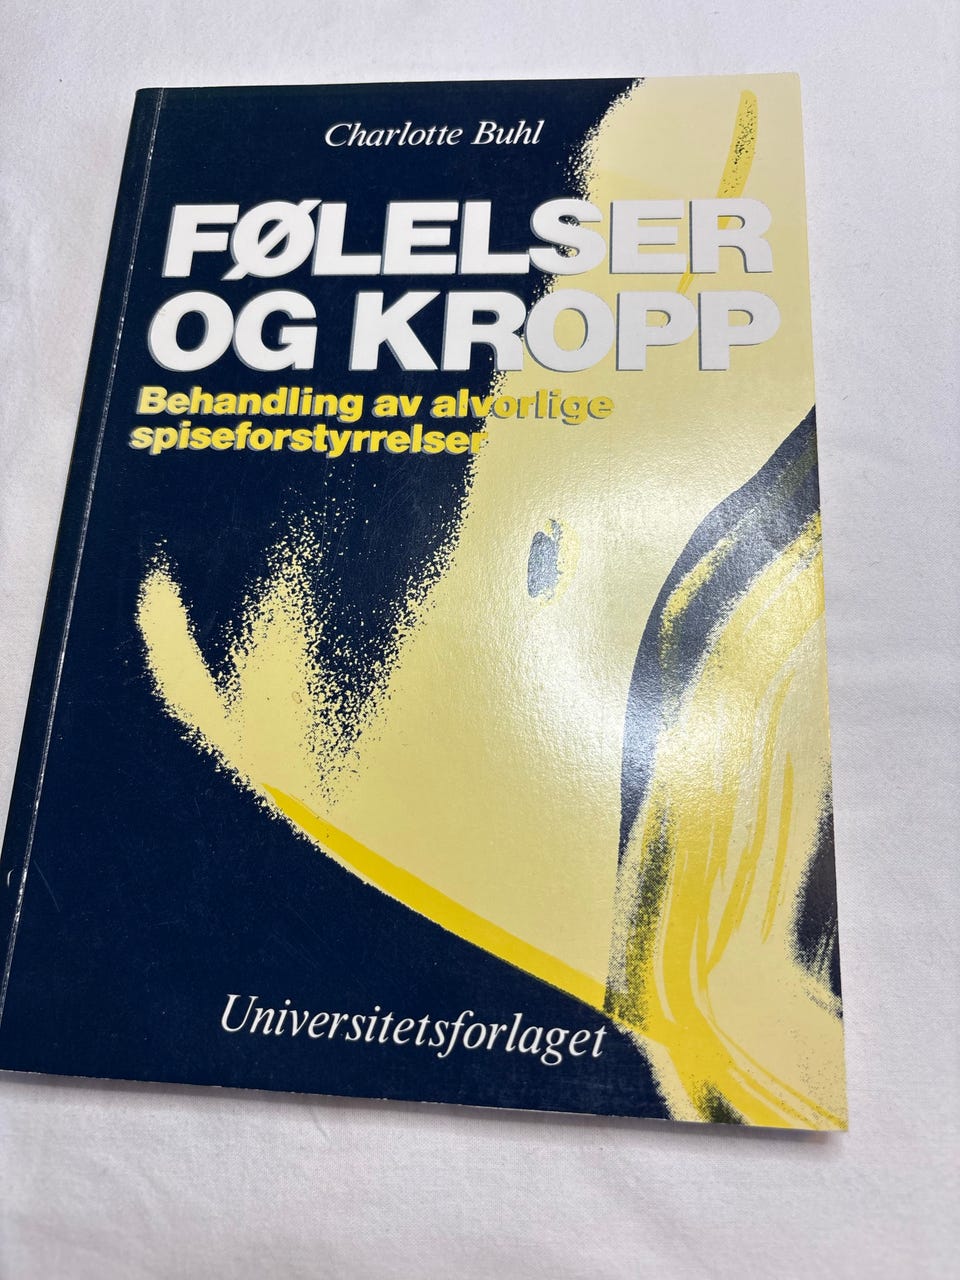 Charlotte Buhl
FØLELSER
OG KROPP
Behandling av alvorlige
spiseforstyrrelser
Universitetsforlaget